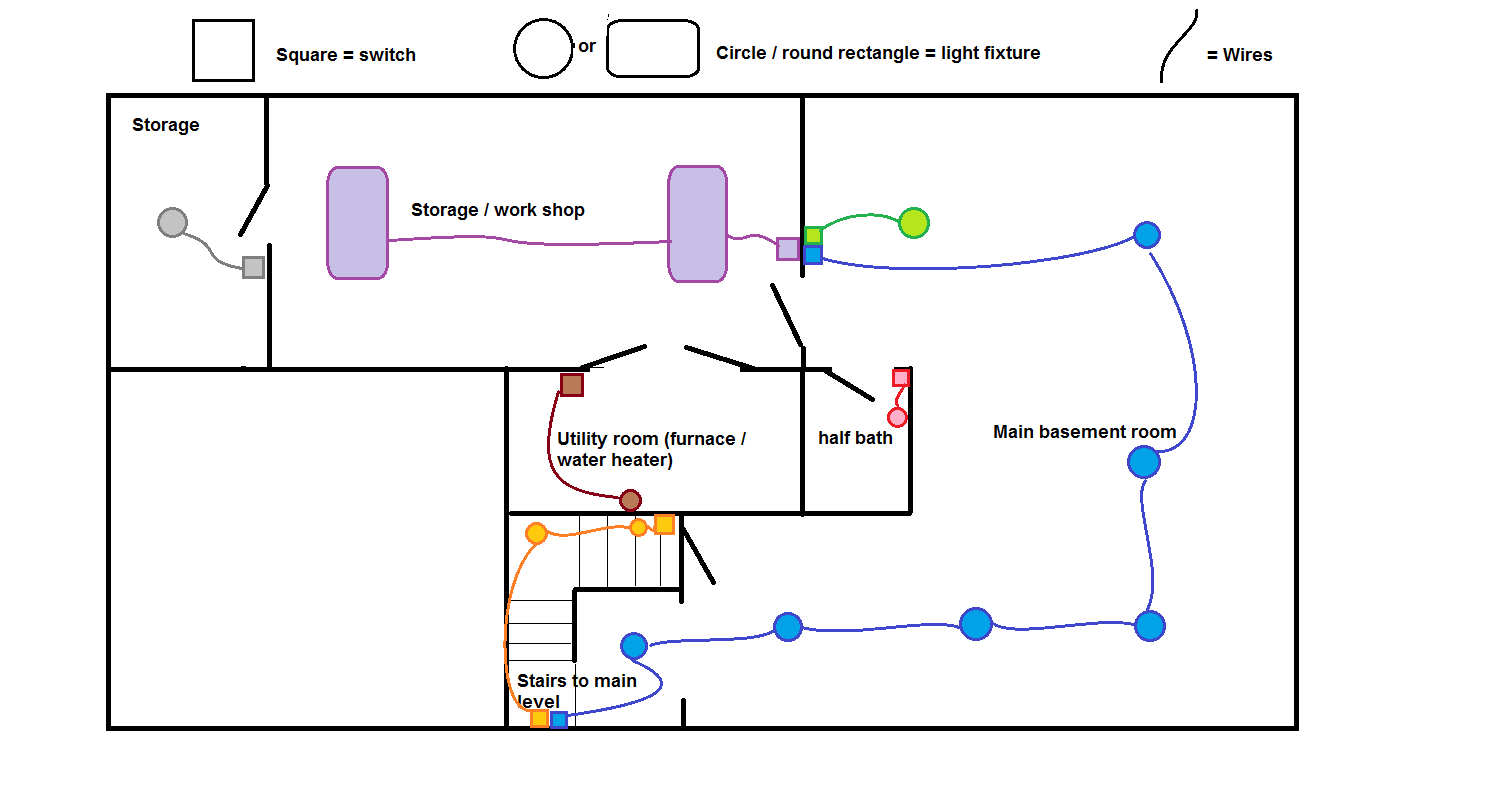 Square = switch
or
Circle / round rectangle = light fixture
= Wires
Storage
Storage / work shop
Utility room (furnace /
water heater)
half bath
Main basement room
Stairs to main
level